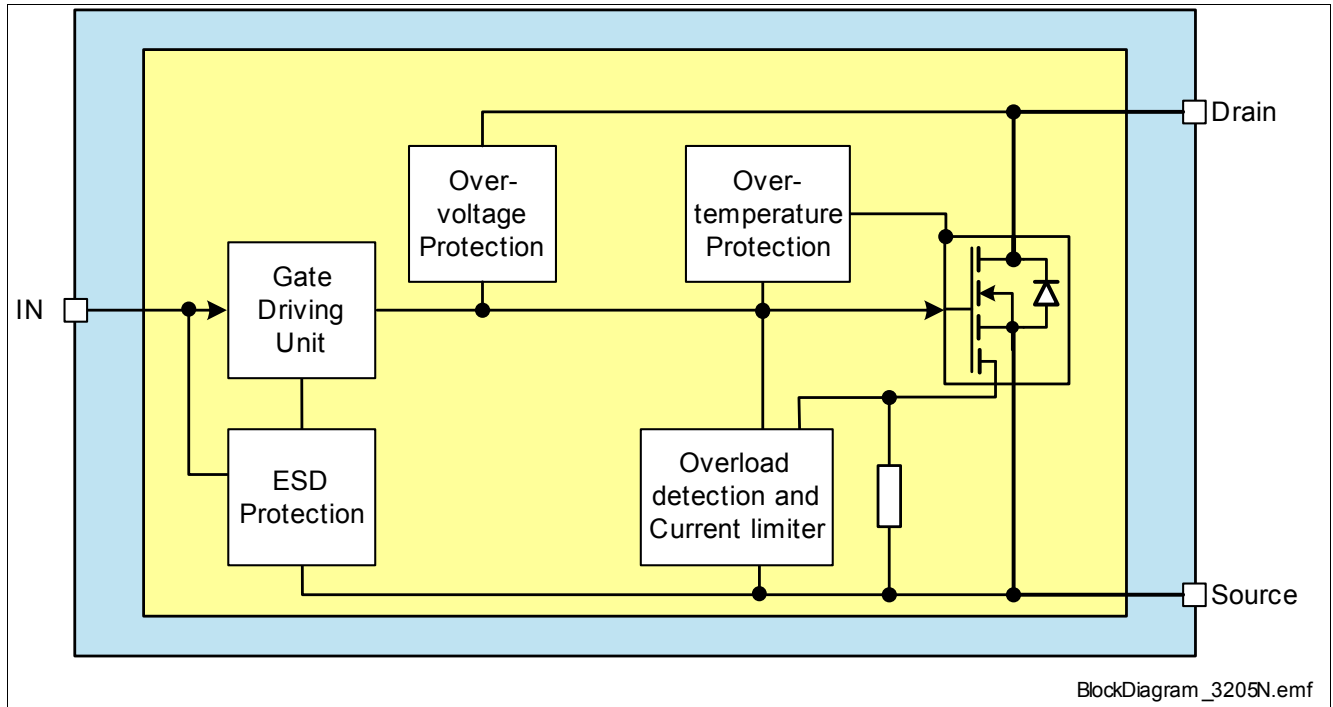 Drain
Over-
voltage
Protection
Over-
temperature
Protection
IN
Gate
Driving
Unit
ESD
Protection
Overload
detection and
Current limiter
Source
BlockDiagram_3205N.emf